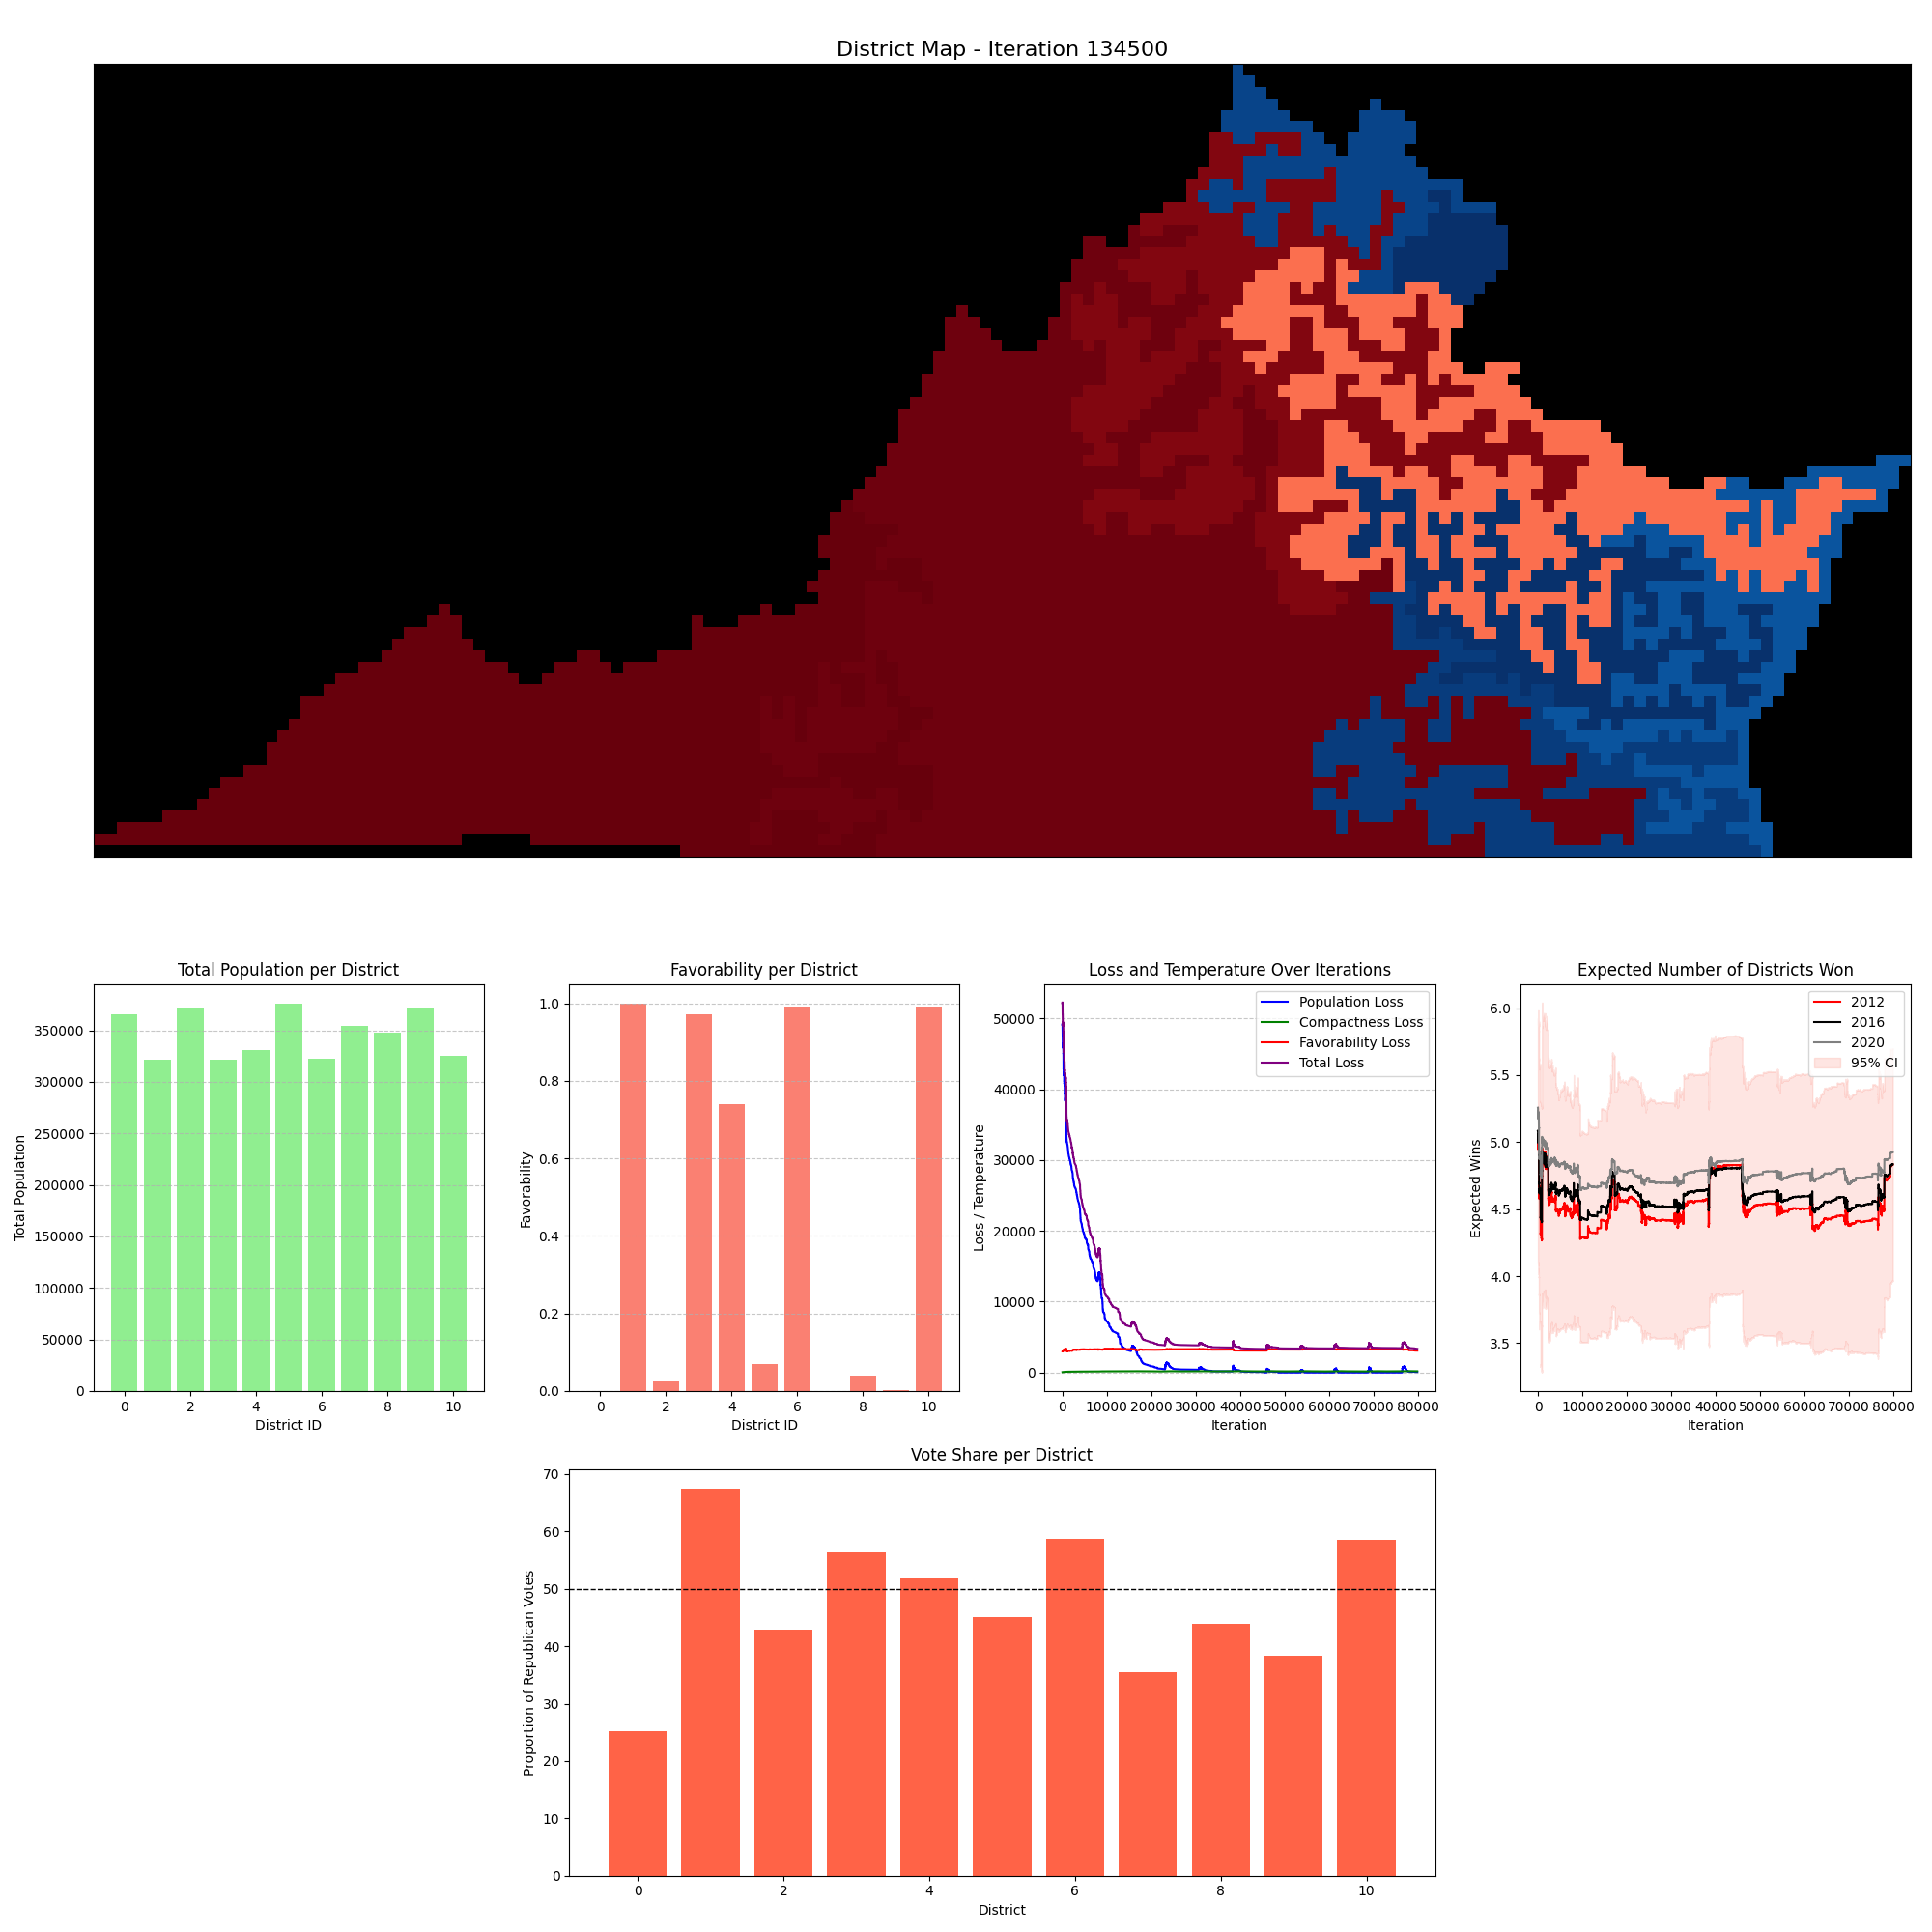 District Map - Iteration 134500
Total Population per District
Total Population
350000
300000
250000
200000
150000
100000
50000
0
0 2 4 6 8 10
District ID
Favorability per District
Favorability
1.0
0.8
0.6
0.4
0.2
0.0
0 2 4 6 8 10
District ID
Loss and Temperature Over Iterations
Loss / Temperature
50000
40000
30000
20000
10000
0
Population Loss
Compactness Loss
Favorability Loss
Total Loss
0 10000 20000 30000 40000 50000 60000 70000 80000
Iteration
Expected Number of Districts Won
Expected Wins
6.0
5.5
5.0
4.5
4.0
3.5
2012
2016
2020
95% CI
0 10000 20000 30000 40000 50000 60000 70000 80000
Iteration
Vote Share per District
Proportion of Republican Votes
70
60
50
40
30
20
10
0
0 2 4 6 8 10
District